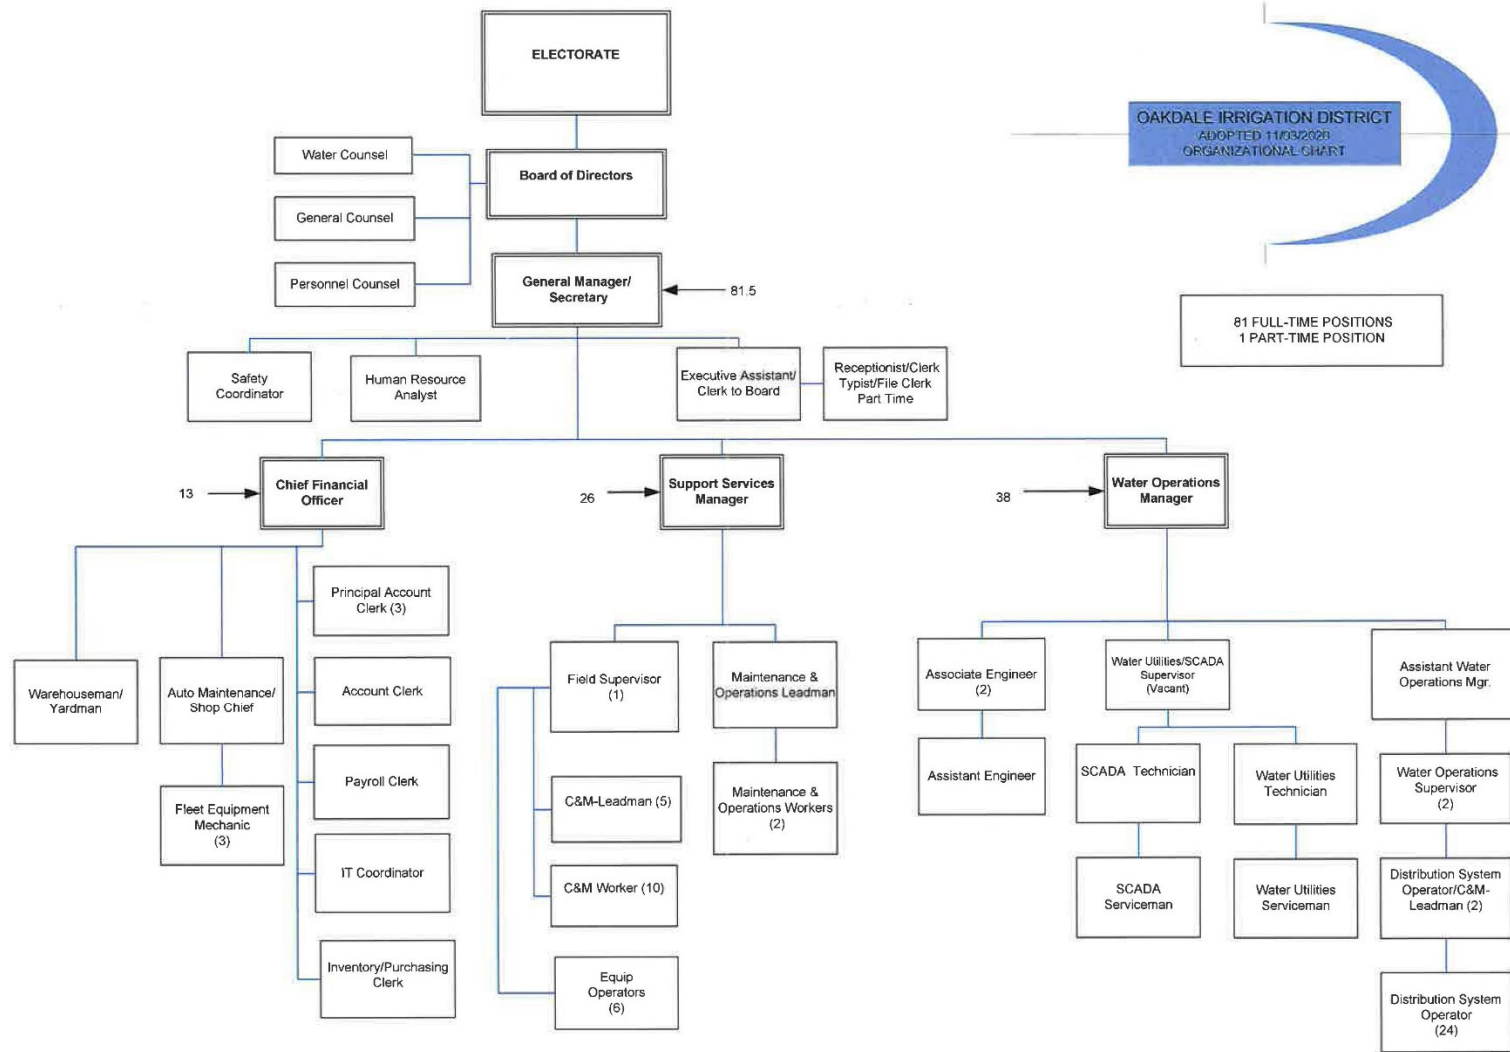 ELECTORATE
OAKDALE IRRIGATION DISTRICT
ADOPTED 11/03/2020
ORGANIZATIONAL CHART
Water Counsel
Board of Directors
General Counsel
Personnel Counsel
General Manager/
Secretary
81.5
81 FULL-TIME POSITIONS
1 PART-TIME POSITION
Safety
Coordinator
Human Resource
Analyst
Executive Assistant/
Clerk to Board
Receptionist/Clerk
Typist/File Clerk
Part Time
13
Chief Financial
Officer
26
Support Services
Manager
38
Water Operations
Manager
Warehouseman/
Yardman
Auto Maintenance/
Shop Chief
Fleet Equipment
Mechanic
(3)
Principal Account
Clerk (3)
Account Clerk
Payroll Clerk
IT Coordinator
Inventory/Purchasing
Clerk
Field Supervisor
(1)
C&M-Leadman (5)
C&M Worker (10)
Equip
Operators
(6)
Maintenance &
Operations Leadman
Maintenance &
Operations Workers
(2)
Associate Engineer
(2)
Assistant Engineer
Water Utilities/SCADA
Supervisor
(Vacant)
SCADA Technician
SCADA
Serviceman
Water Utilities
Technician
Water Utilities
Serviceman
Assistant Water
Operations Mgr.
Water Operations
Supervisor
(2)
Distribution System
Operator/C&M-
Leadman (2)
Distribution System
Operator
(24)